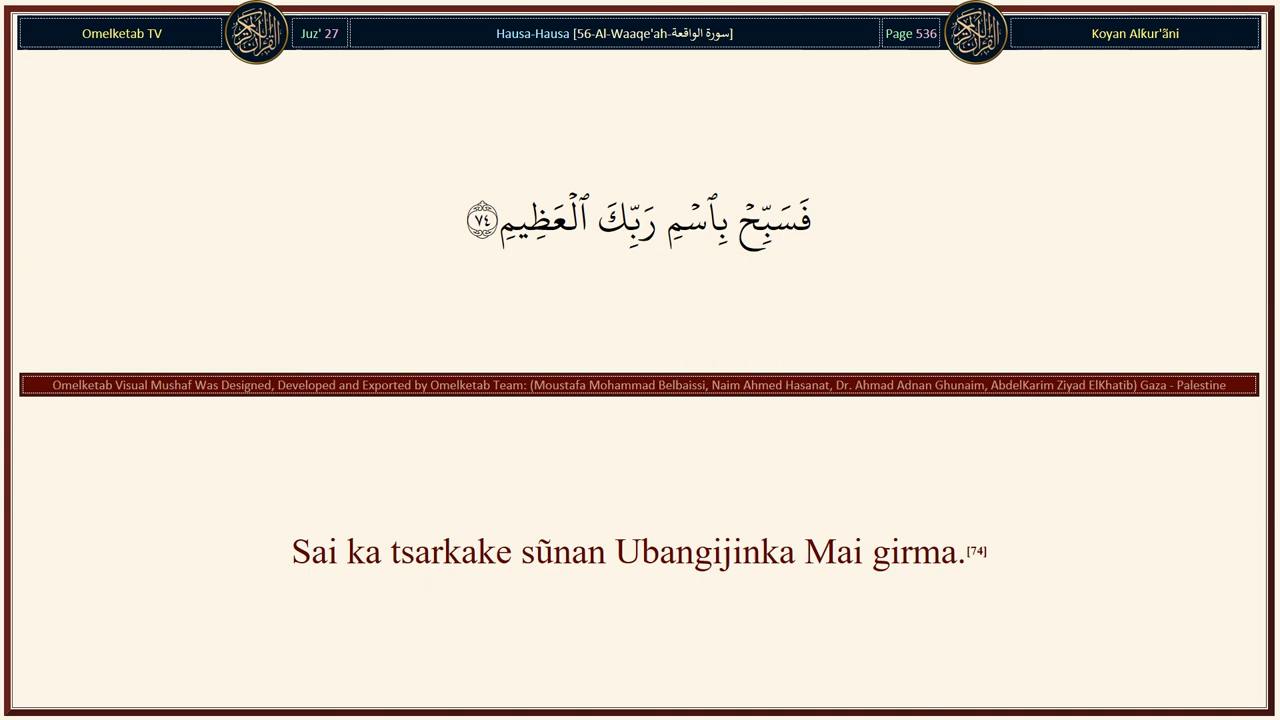 Omelketab TV
Juz' 27
Hausa-Hausa [56-Al-Waaqe'ah-سورة الواقعة]
Page 536
Koyan Alƙur'ãni
فَسَبِّحۡ بِٱسۡمِ رَبِّكَ ٱلۡعَظِيمِ ٧٤
Omelketab Visual Mushaf Was Designed, Developed and Exported by Omelketab Team: (Moustafa Mohammad Belbaissi, Naim Ahmed Hasanat, Dr. Ahmad Adnan Ghunaim, AbdelKarim Ziyad ElKhatib) Gaza - Palestine
Sai ka tsarkake sũnan Ubangijinka Mai girma.[74]